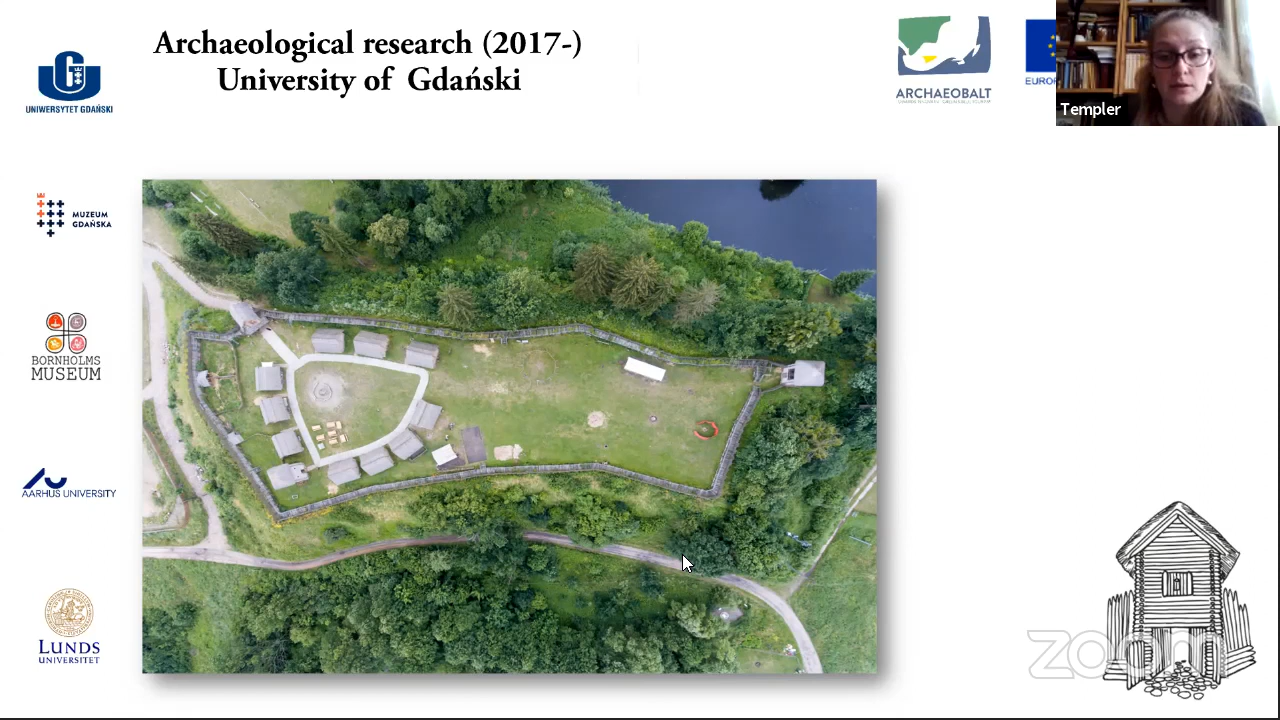 Archaeological research (2017-)
University of Gdański
UNIWERSYTET GDAŃSKI
ARCHAEOBALT
EUROP
Templer
MUZEUM
GDAŃSKA
BORNHOLMS
MUSEUM
AARHUS UNIVERSITY
LUNDS
UNIVERSITET
zoom